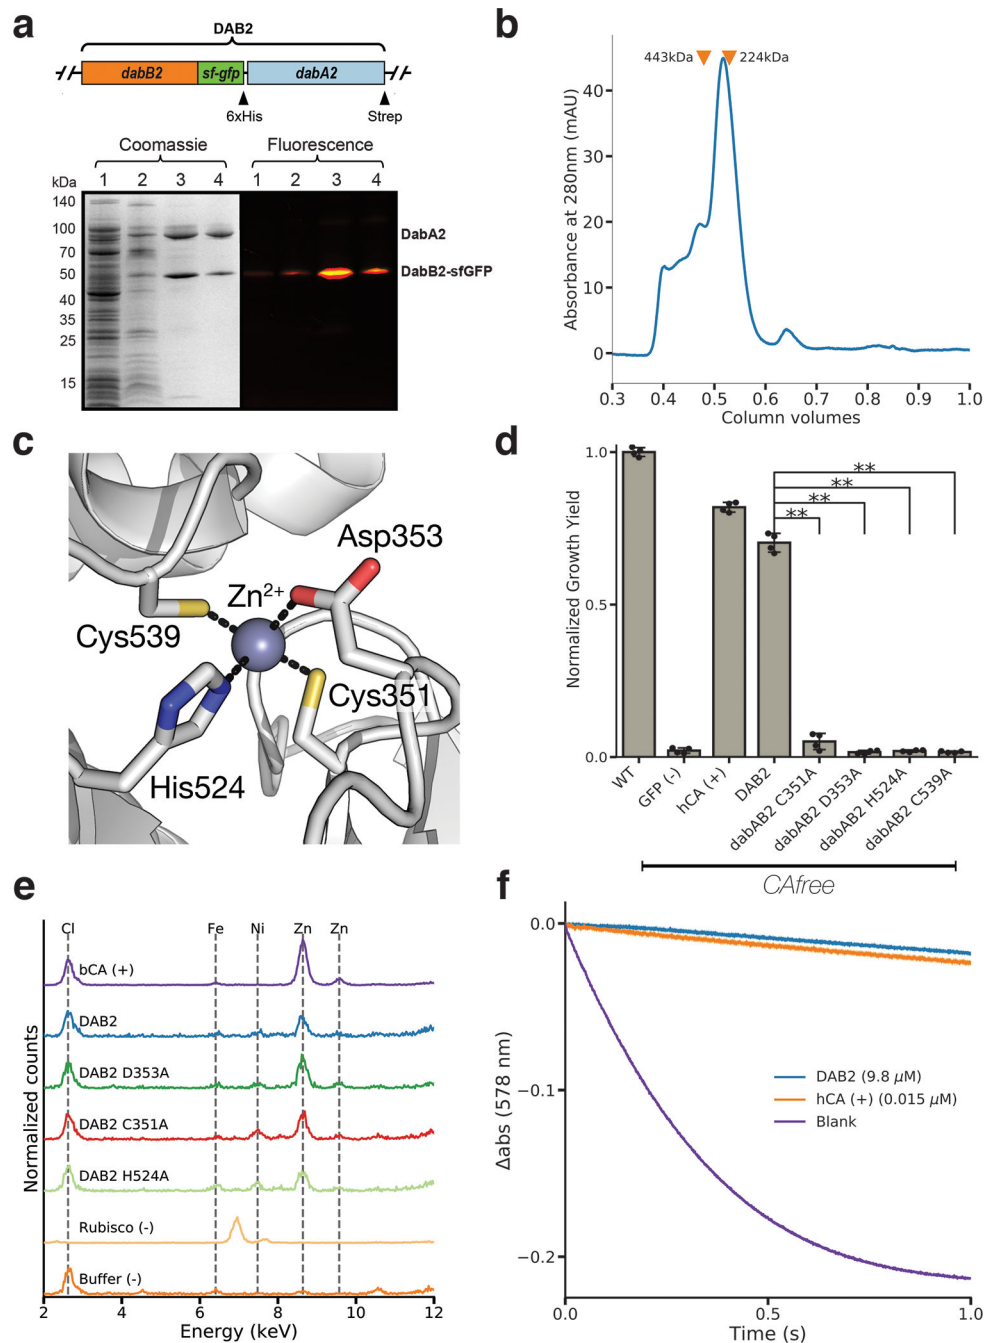 a
DAB2
dabB2 sf-gfp dabA2
6xHis Strep
Coomassie Fluorescence
kDa 1 2 3 4 1 2 3 4
140
100
70
50
40
35
25
15
DabA2
DabB2-sfGFP
b
443kDa 224kDa
Absorbance at 280nm (mAU)
40
30
20
10
0
0.3 0.4 0.5 0.6 0.7 0.8 0.9 1.0
Column volumes
c
Asp353
Zn2+
Cys539
Cys351
His524
d
Normalized Growth Yield
1.0
0.5
0.0
**
**
**
**
WT
GFP (-)
hCA (+)
DAB2
dabAB2 C351A
dabAB2 D353A
dabAB2 H524A
dabAB2 C539A
CAfree
e
Normalized counts
Cl Fe Ni Zn Zn
bCA (+)
DAB2
DAB2 D353A
DAB2 C351A
DAB2 H524A
Rubisco (-)
Buffer (-)
2 4 6 8 10 12
Energy (keV)
f
Δabs (578 nm)
0.0
−0.1
−0.2
DAB2 (9.8 μM)
hCA (+) (0.015 μM)
Blank
0.0 0.5 1.0
Time (s)